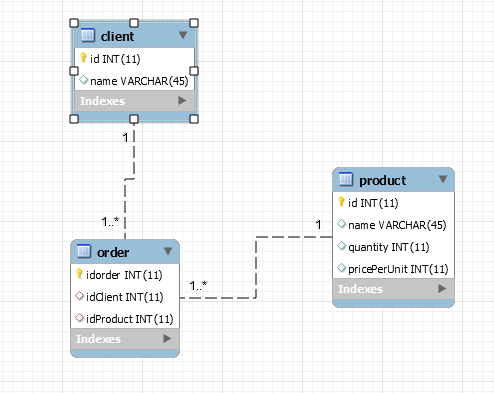 client
id INT(11)
name VARCHAR(45)
Indexes
1
1..*
order
idorder INT(11)
idClient INT(11)
idProduct INT(11)
Indexes
1..*
1
product
id INT(11)
name VARCHAR(45)
quantity INT(11)
pricePerUnit INT(11)
Indexes